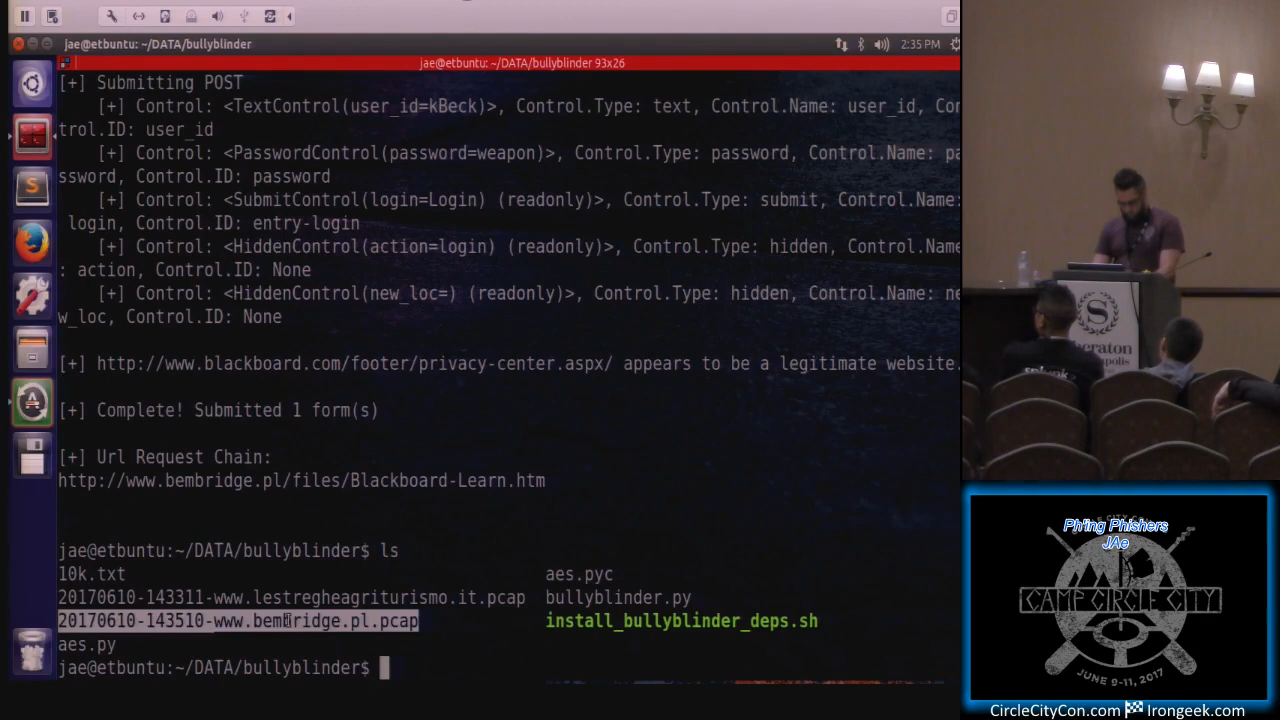 jae@etbuntu: ~/DATA/bullyblinder
2:35 PM
jae@etbuntu: ~/DATA/bullyblinder 93x26
[+] Submitting POST
[+] Control: <TextControl(user_id=kBeck)>, Control.Type: text, Control.Name: user_id, Con
trol.ID: user_id
[+] Control: <PasswordControl(password=weapon)>, Control.Type: password, Control.Name: pa
ssword, Control.ID: password
[+] Control: <SubmitControl(login=Login) (readonly)>, Control.Type: submit, Control.Name:
login, Control.ID: entry-login
[+] Control: <HiddenControl(action=login) (readonly)>, Control.Type: hidden, Control.Name
: action, Control.ID: None
[+] Control: <HiddenControl(new_loc=) (readonly)>, Control.Type: hidden, Control.Name: ne
w_loc, Control.ID: None
[+] http://www.blackboard.com/footer/privacy-center.aspx/ appears to be a legitimate website.
[+] Complete! Submitted 1 form(s)
[+] Url Request Chain:
http://www.bembridge.pl/files/Blackboard-Learn.htm
jae@etbuntu:~/DATA/bullyblinder$ ls
10k.txt aes.pyc
20170610-143311-www.lestregheagriturismo.it.pcap bullyblinder.py
20170610-143510-www.bembridge.pl.pcap install_bullyblinder_deps.sh
aes.py
jae@etbuntu:~/DATA/bullyblinder$
S
Sheraton
splunk>
Ph'ing Phishers
JAe
CAMP CIRCLE CITY
JUNE 9-11, 2017
CircleCityCon.com Irongeek.com